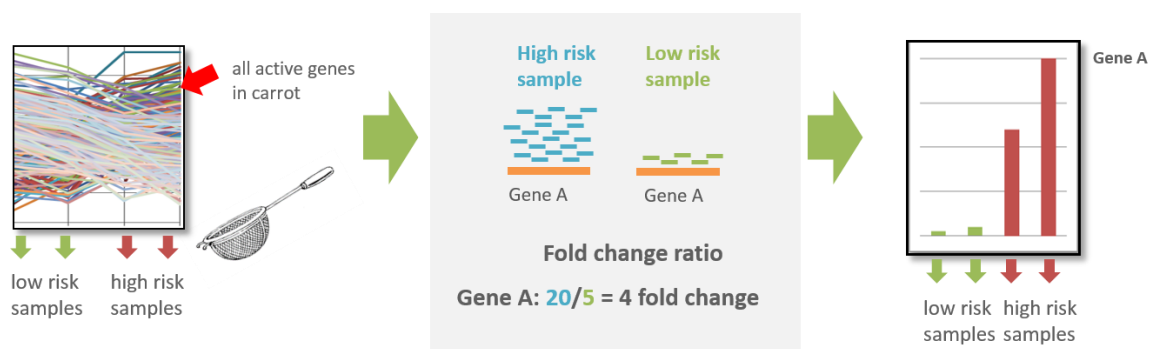 all active genes
in carrot
low risk
samples
high risk
samples
High risk
sample
Low risk
sample
Gene A
Gene A
Fold change ratio
Gene A: 20/5 = 4 fold change
Gene A
low risk
samples
high risk
samples